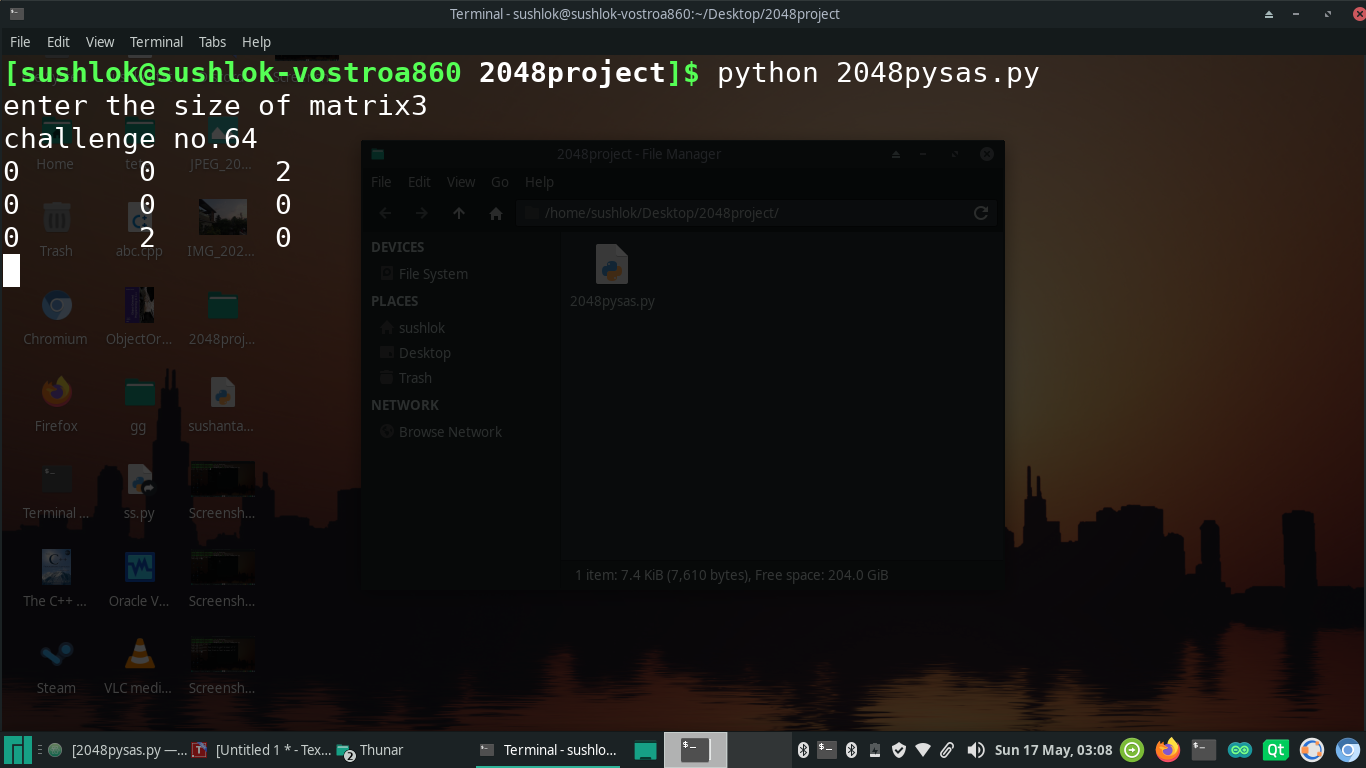 Terminal - sushlok@sushlok-vostroa860:~/Desktop/2048project
File Edit View Terminal Tabs Help
[sushlok@sushlok-vostroa860 2048project]$ python 2048pysas.py
enter the size of matrix3
challenge no.64
0 0 2
0 0 0
0 2 0
Home JPEG_20...
Trash abc.cpp IMG_202...
Chromium ObjectOr... 2048proj...
Firefox gg sushanta...
Terminal ... ss.py Screensh...
The C++ ... Oracle V... Screensh...
Steam VLC medi... Screensh...
2048project - File Manager
File Edit View Go Help
/home/sushlok/Desktop/2048project/
DEVICES
File System
PLACES
sushlok
Desktop
Trash
NETWORK
Browse Network
2048pysas.py
1 item: 7.4 KiB (7,610 bytes), Free space: 204.0 GiB
[2048pysas.py —... [Untitled 1 * - Tex... 2 Thunar Terminal - sushlo... Sun 17 May, 03:08 Qt